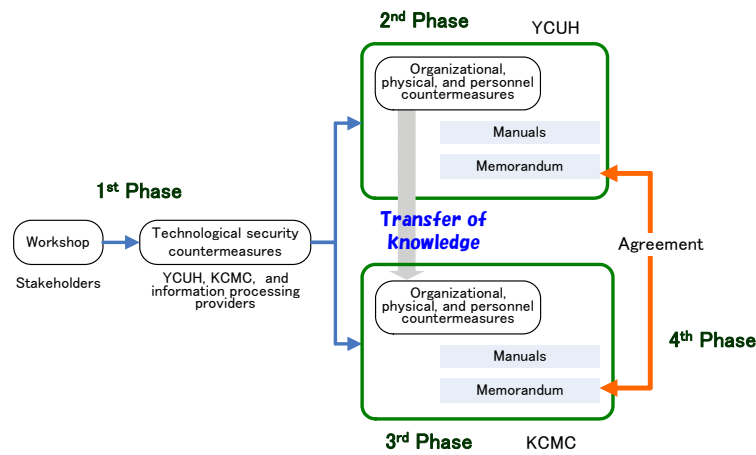 2nd Phase
YCUH
Organizational,
physical, and personnel
countermeasures
Manuals
Memorandum
1st Phase
Workshop
Stakeholders
Technological security
countermeasures
YCUH, KCMC, and
information processing
providers
Transfer of
knowledge
Agreement
Organizational,
physical, and personnel
countermeasures
Manuals
Memorandum
4th Phase
3rd Phase
KCMC